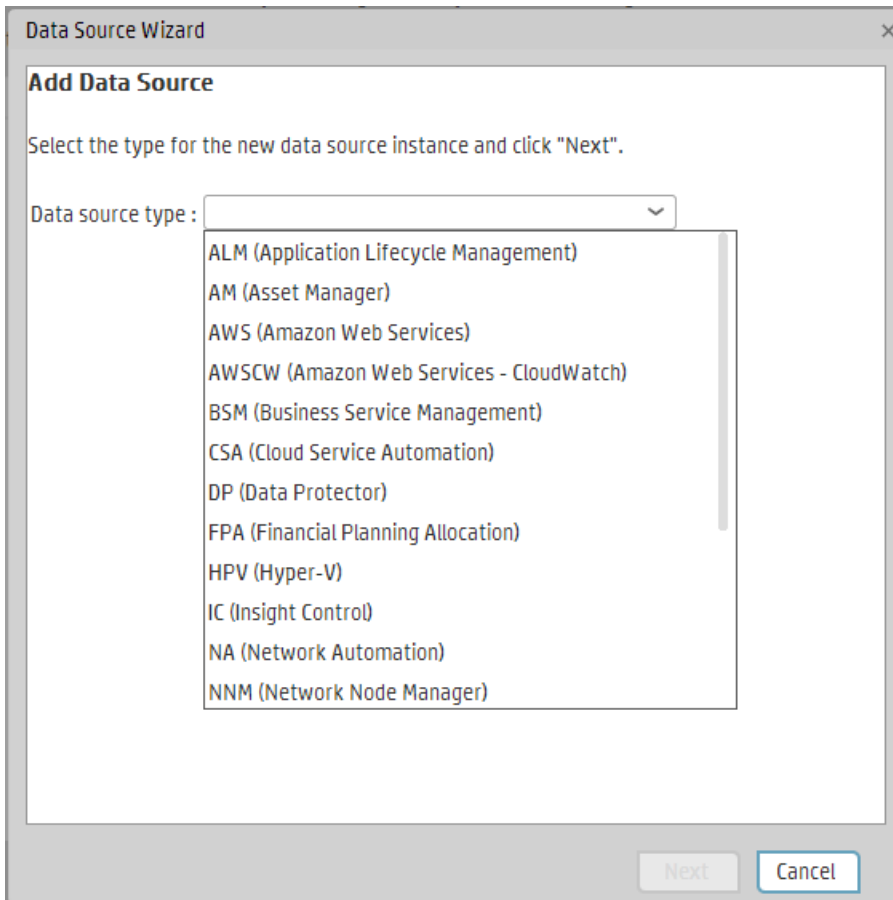 Data Source Wizard
Add Data Source
Select the type for the new data source instance and click "Next".
Data source type :
ALM (Application Lifecycle Management)
AM (Asset Manager)
AWS (Amazon Web Services)
AWSCW (Amazon Web Services - CloudWatch)
BSM (Business Service Management)
CSA (Cloud Service Automation)
DP (Data Protector)
FPA (Financial Planning Allocation)
HPV (Hyper-V)
IC (Insight Control)
NA (Network Automation)
NNM (Network Node Manager)
Next Cancel